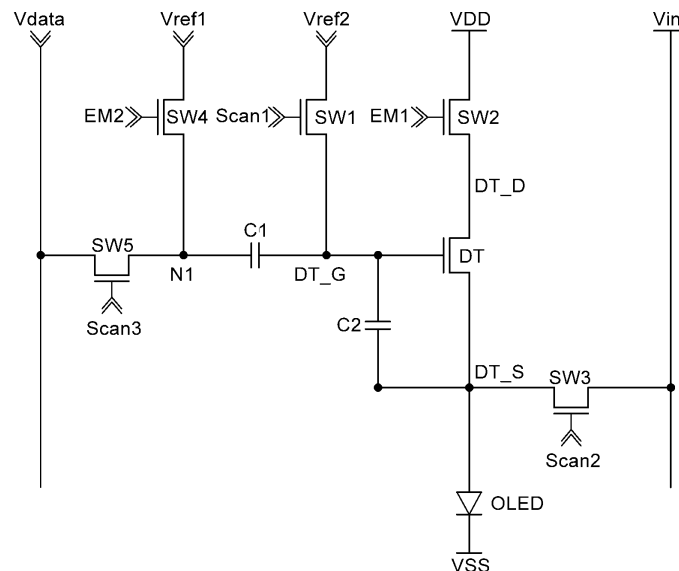 Vdata Vref1 Vref2 VDD Vin
EM2 SW4 Scan1 SW1 EM1 SW2
DT_D
SW5 C1
N1 DT_G DT
Scan3 C2
DT_S SW3
Scan2
OLED
VSS